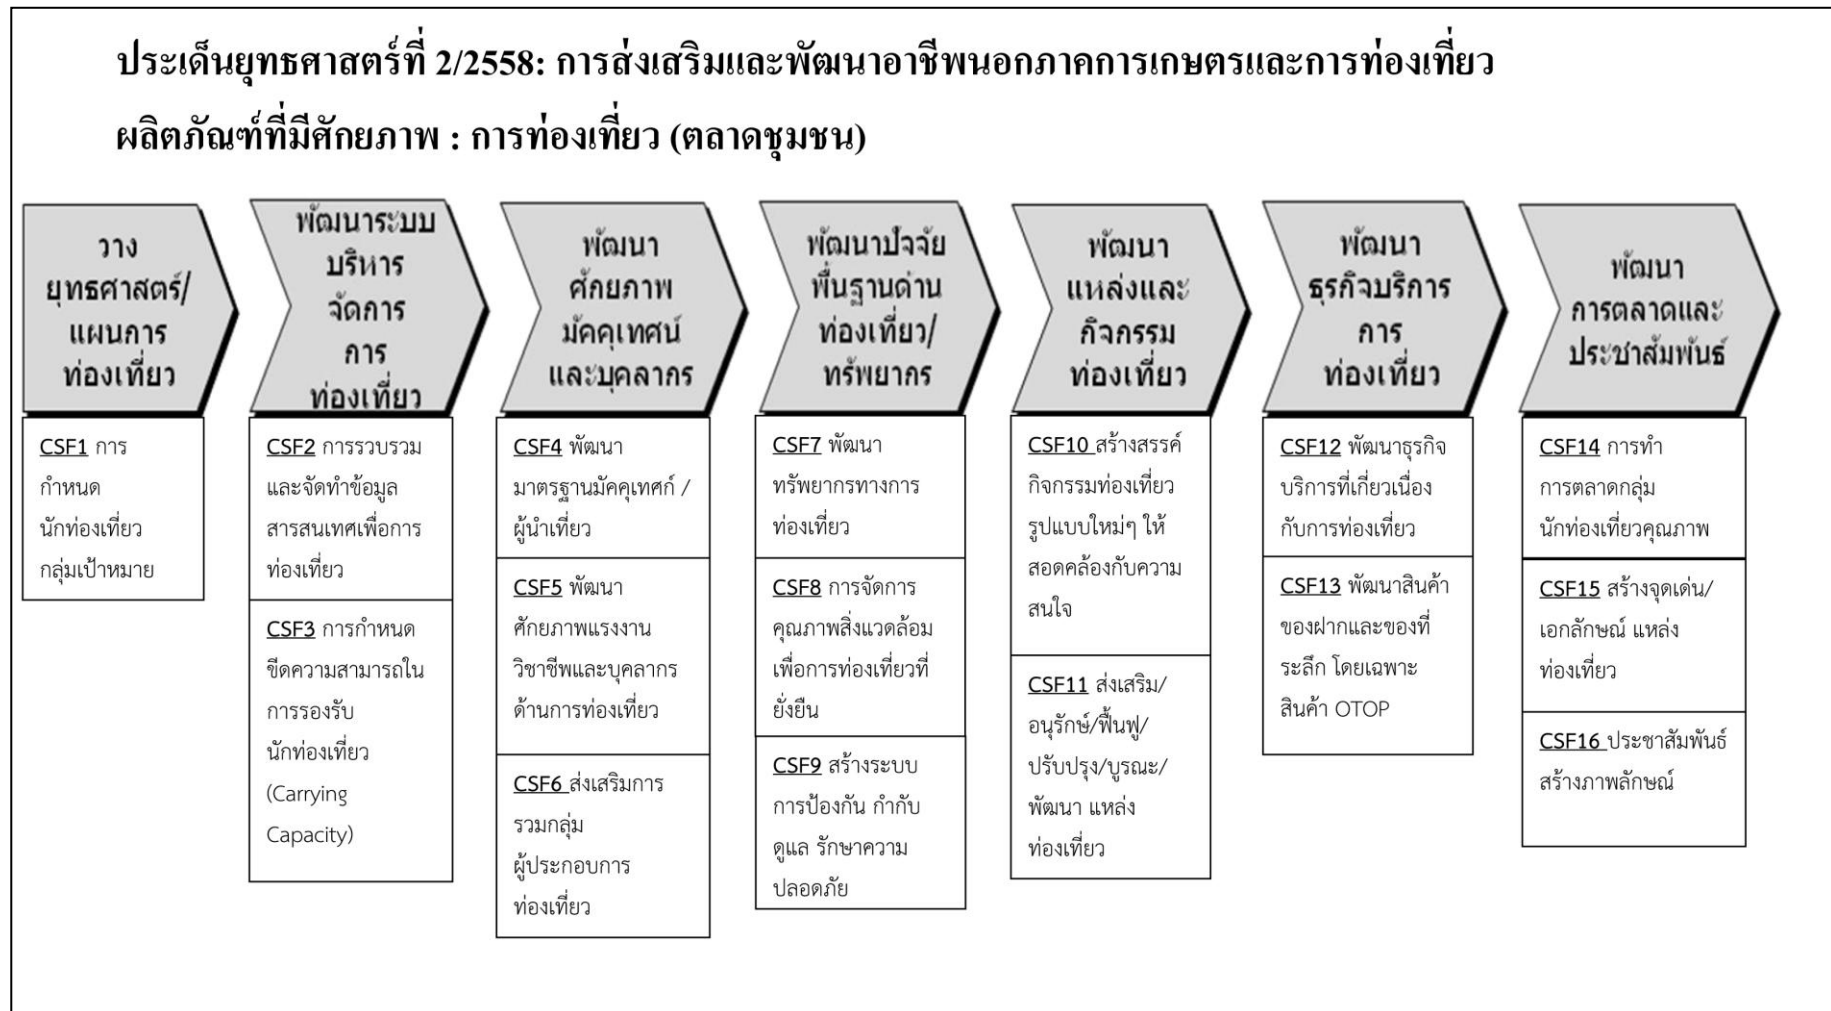 ประเด็นยุทธศาสตร์ที่ 2/2558: การส่งเสริมและพัฒนาอาชีพนอกภาคการเกษตรและการท่องเที่ยว
ผลิตภัณฑ์ที่มีศักยภาพ : การท่องเที่ยว (ตลาดชุมชน)
วาง
ยุทธศาสตร์/
แผนการ
ท่องเที่ยว
พัฒนาระบบ
บริหาร
จัดการ
การ
ท่องเที่ยว
พัฒนา
ศักยภาพ
มัคคุเทศน์
และบุคลากร
พัฒนาปัจจัย
พื้นฐานด้าน
ท่องเที่ยว/
ทรัพยากร
พัฒนา
แหล่งและ
กิจกรรม
ท่องเที่ยว
พัฒนา
ธุรกิจบริการ
การ
ท่องเที่ยว
พัฒนา
การตลาดและ
ประชาสัมพันธ์
CSF1 การ
กำหนด
นักท่องเที่ยว
กลุ่มเป้าหมาย
CSF2 การรวบรวม
และจัดทำข้อมูล
สารสนเทศเพื่อการ
ท่องเที่ยว
CSF3 การกำหนด
ขีดความสามารถใน
การรองรับ
นักท่องเที่ยว
(Carrying
Capacity)
CSF4 พัฒนา
มาตรฐานมัคคุเทศก์ /
ผู้นำเที่ยว
CSF5 พัฒนา
ศักยภาพแรงงาน
วิชาชีพและบุคลากร
ด้านการท่องเที่ยว
CSF6 ส่งเสริมการ
รวมกลุ่ม
ผู้ประกอบการ
ท่องเที่ยว
CSF7 พัฒนา
ทรัพยากรทางการ
ท่องเที่ยว
CSF8 การจัดการ
คุณภาพสิ่งแวดล้อม
เพื่อการท่องเที่ยวที่
ยั่งยืน
CSF9 สร้างระบบ
การป้องกัน กำกับ
ดูแล รักษาความ
ปลอดภัย
CSF10 สร้างสรรค์
กิจกรรมท่องเที่ยว
รูปแบบใหม่ๆ ให้
สอดคล้องกับความ
สนใจ
CSF11 ส่งเสริม/
อนุรักษ์/ฟื้นฟู/
ปรับปรุง/บูรณะ/
พัฒนา แหล่ง
ท่องเที่ยว
CSF12 พัฒนาธุรกิจ
บริการที่เกี่ยวเนื่อง
กับการท่องเที่ยว
CSF13 พัฒนาสินค้า
ของฝากและของที่
ระลึก โดยเฉพาะ
สินค้า OTOP
CSF14 การทำ
การตลาดกลุ่ม
นักท่องเที่ยวคุณภาพ
CSF15 สร้างจุดเด่น/
เอกลักษณ์ แหล่ง
ท่องเที่ยว
CSF16 ประชาสัมพันธ์
สร้างภาพลักษณ์